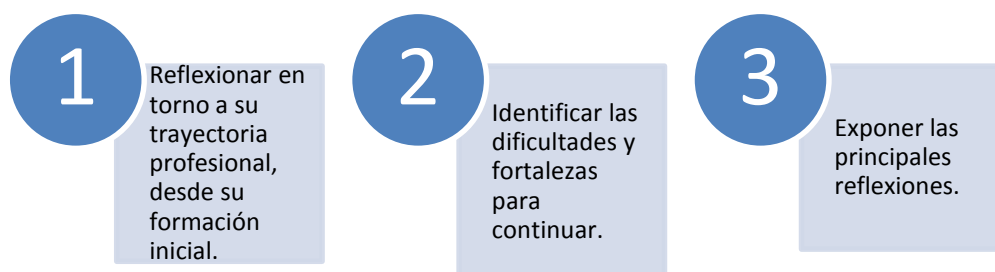 1
Reflexionar en
torno a su
trayectoria
profesional,
desde su
formación
inicial.
2
Identificar las
dificultades y
fortalezas
para
continuar.
3
Exponer las
principales
reflexiones.